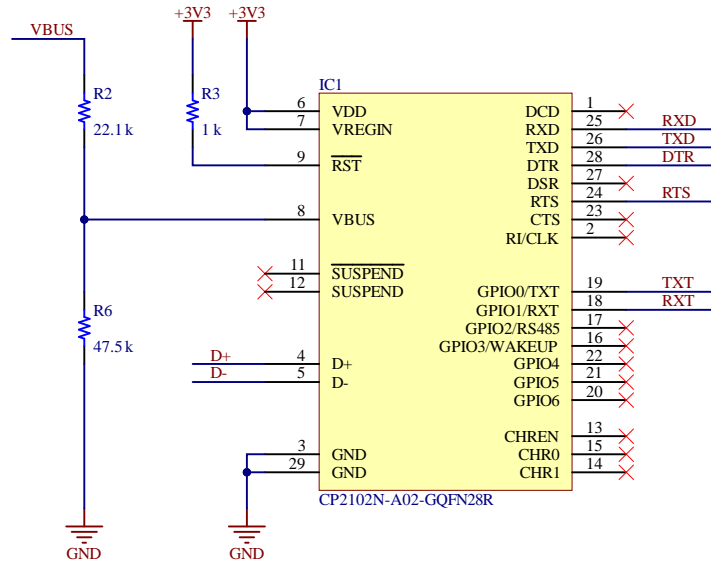 VBUS
+3V3
+3V3
R2
22.1 k
R3
1 k
R6
47.5 k
GND
GND
D+
D-
IC1
6 VDD
7 VREGIN
9 RST
8 VBUS
11 SUSPEND
12 SUSPEND
4 D+
5 D-
3 GND
29 GND
DCD 1
RXD 25 RXD
TXD 26 TXD
DTR 28 DTR
DSR 27
RTS 24 RTS
CTS 23
RI/CLK 2
GPIO0/TXT 19 TXT
GPIO1/RXT 18 RXT
GPIO2/RS485 17
GPIO3/WAKEUP 16
GPIO4 22
GPIO5 21
GPIO6 20
CHREN 13
CHR0 15
CHR1 14
CP2102N-A02-GQFN28R